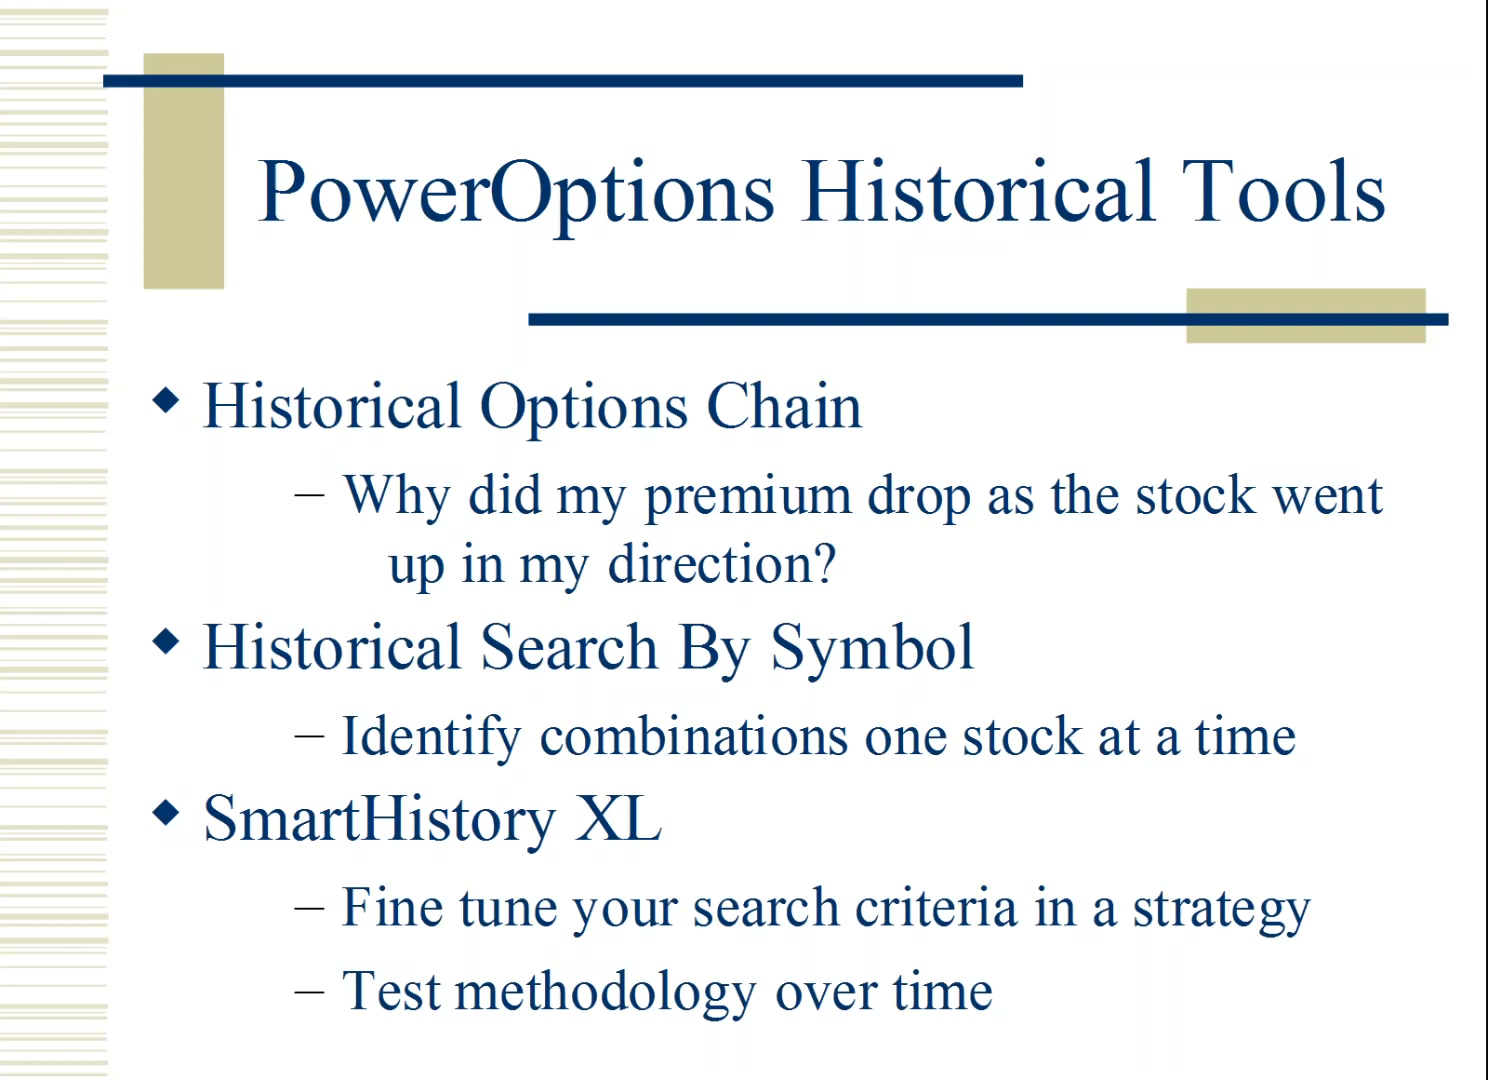 PowerOptions Historical Tools
◆ Historical Options Chain
– Why did my premium drop as the stock went
up in my direction?
◆ Historical Search By Symbol
– Identify combinations one stock at a time
◆ SmartHistory XL
– Fine tune your search criteria in a strategy
– Test methodology over time